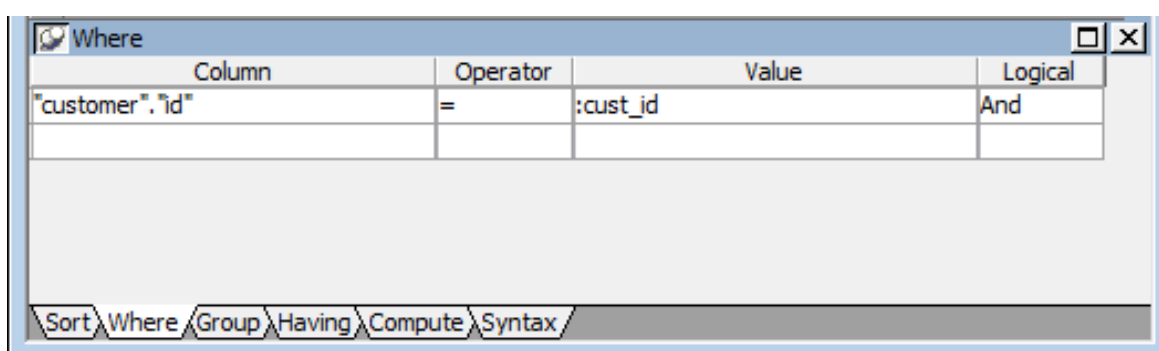 Where
Column Operator Value Logical
"customer"."id" = :cust_id And
Sort Where Group Having Compute Syntax